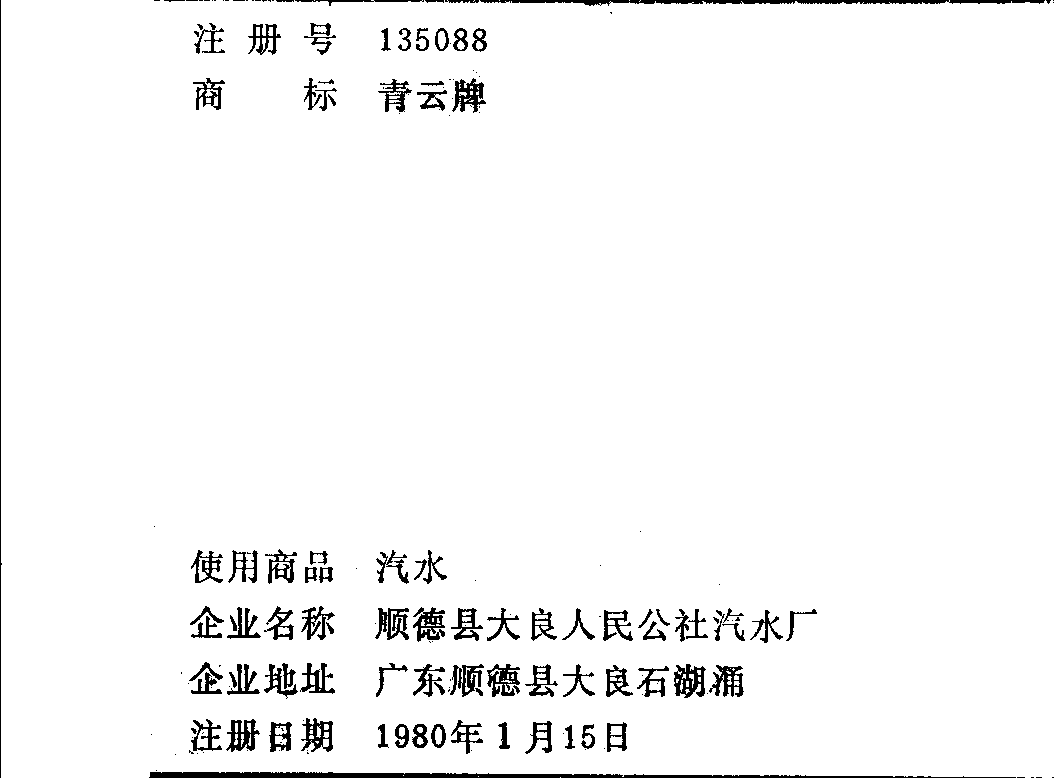 注册号 135088
商标 青云牌
使用商品 汽水
企业名称 顺德县大良人民公社汽水厂
企业地址 广东顺德县大良石湖涌
注册日期 1980年1月15日